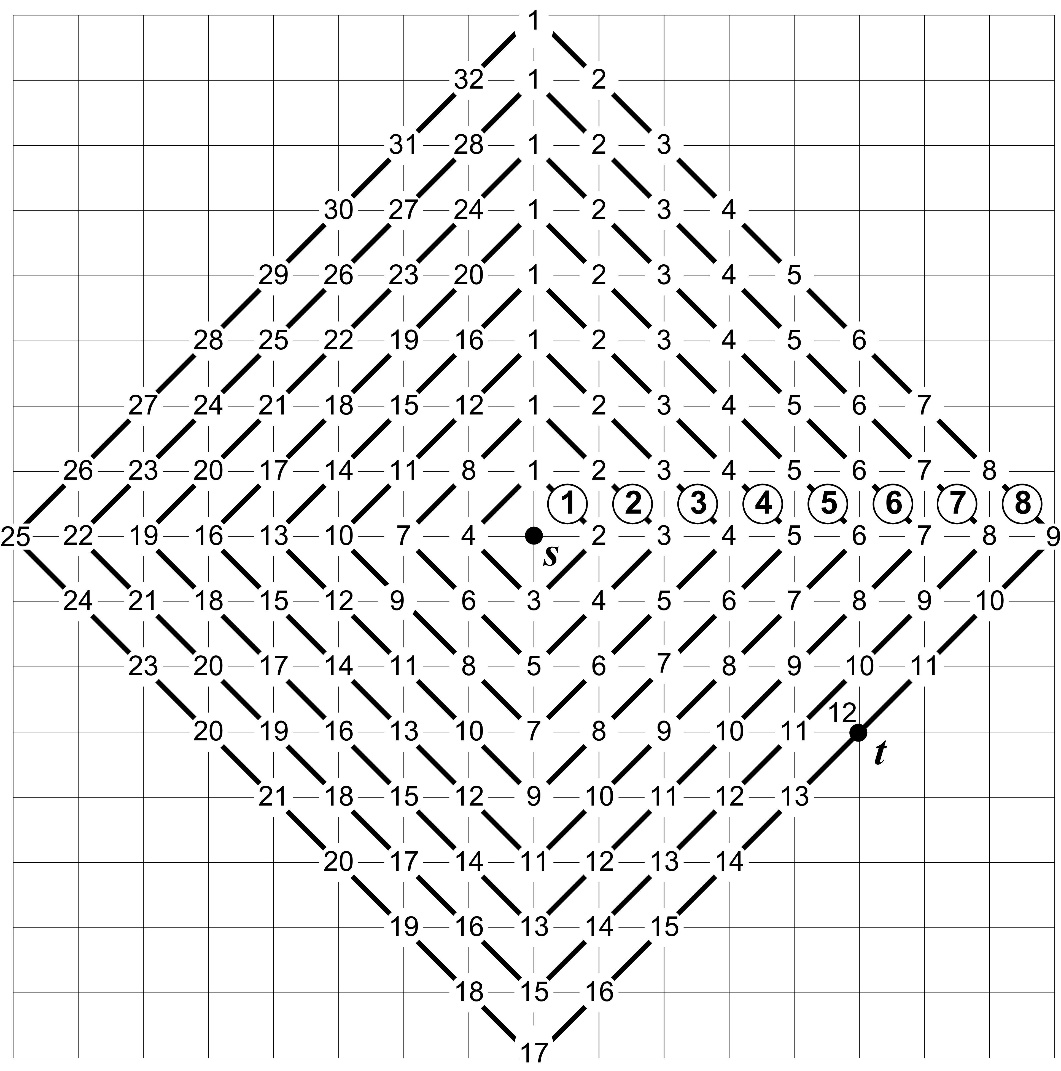 1
32 1 2
31 28 1 2 3
30 27 24 1 2 3 4
29 26 23 20 1 2 3 4 5
28 25 22 19 16 1 2 3 4 5 6
27 24 21 18 15 12 1 2 3 4 5 6 7
26 23 20 17 14 11 8 1 2 3 4 5 6 7 8
1 2 3 4 5 6 7 8
25 22 19 16 13 10 7 4 2 3 4 5 6 7 8 9
s
24 21 18 15 12 9 6 3 4 5 6 7 8 9 10
23 20 17 14 11 8 5 6 7 8 9 10 11
12
20 19 16 13 10 7 8 9 10 11
t
21 18 15 12 9 10 11 12 13
20 17 14 11 12 13 14
19 16 13 14 15
18 15 16
17